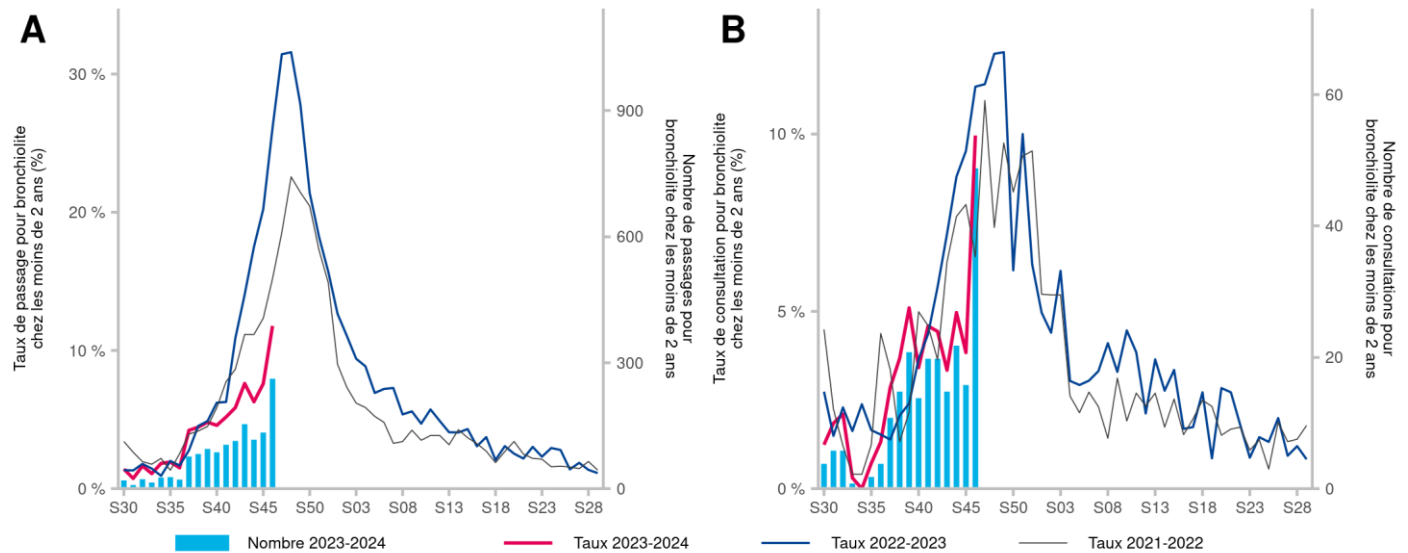 A
Taux de passage pour bronchiolite
chez les moins de 2 ans (%)
30 %
20 %
10 %
0 %
900
600
300
0
Nombre de passages pour
bronchiolite chez les moins de 2 ans
S30 S35 S40 S45 S50 S03 S08 S13 S18 S23 S28
B
Taux de consultation pour bronchiolite
chez les moins de 2 ans (%)
10 %
5 %
0 %
60
40
20
0
Nombre de consultations pour
bronchiolite chez les moins de 2 ans
S30 S35 S40 S45 S50 S03 S08 S13 S18 S23 S28
Nombre 2023-2024 Taux 2023-2024 Taux 2022-2023 Taux 2021-2022